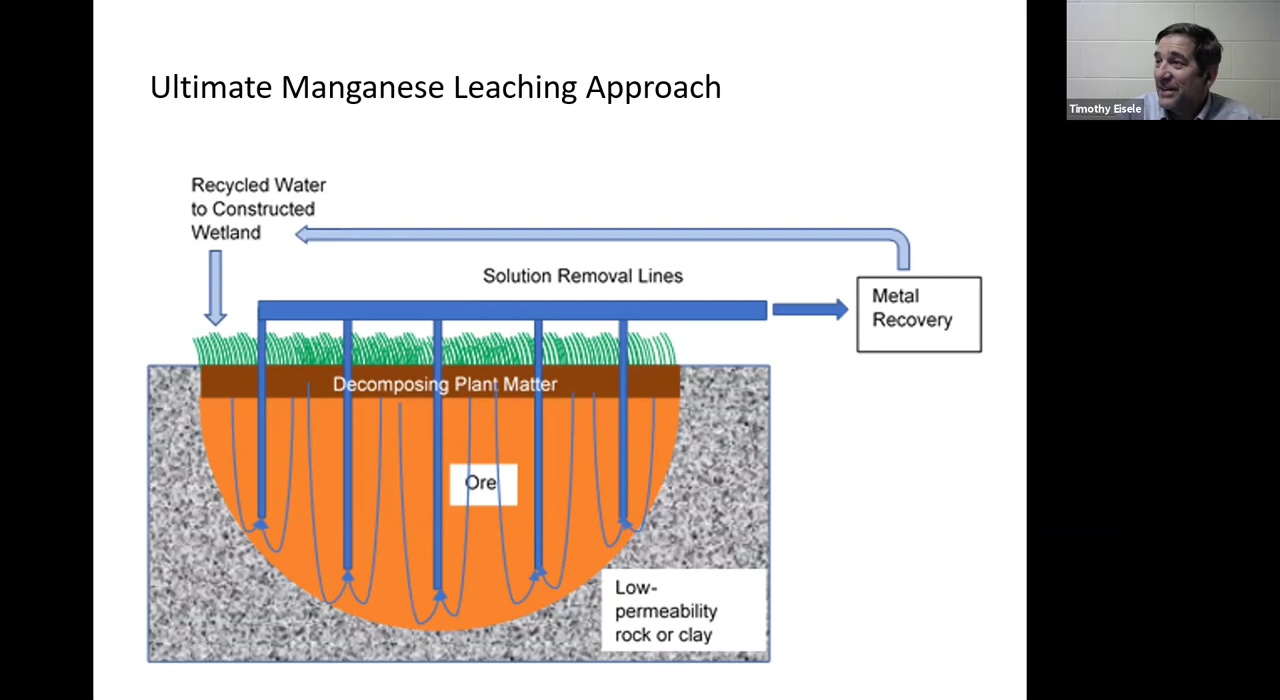 Ultimate Manganese Leaching Approach
Timothy Eisele
Recycled Water
to Constructed
Wetland
Solution Removal Lines
Metal
Recovery
Decomposing Plant Matter
Ore
Low-
permeability
rock or clay